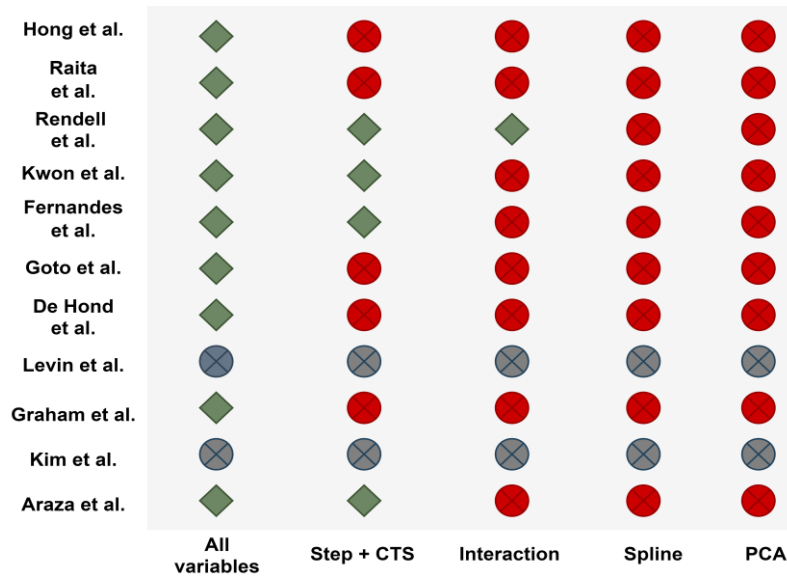 Hong et al.
Raita
et al.
Rendell
et al.
Kwon et al.
Fernandes
et al.
Goto et al.
De Hond
et al.
Levin et al.
Graham et al.
Kim et al.
Araza et al.
All
variables
Step + CTS
Interaction
Spline
PCA